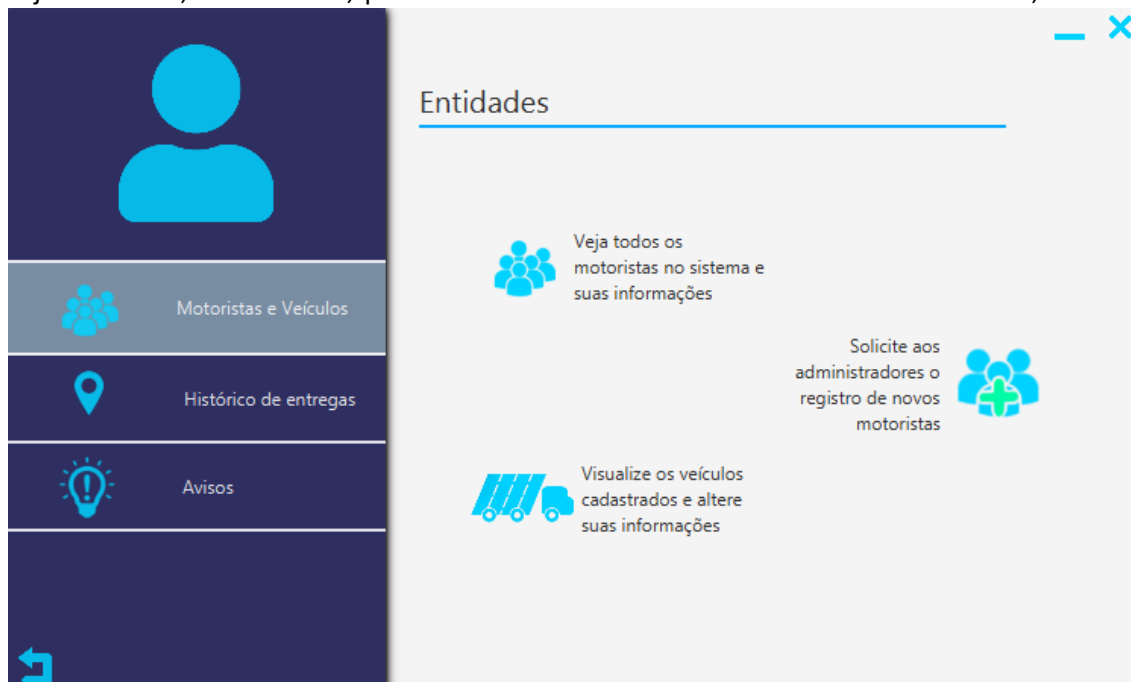 Entidades
Veja todos os
motoristas no sistema e
suas informações
Motoristas e Veículos
Solicite aos
administradores o
registro de novos
motoristas
Histórico de entregas
Visualize os veículos
cadastrados e altere
suas informações
Avisos